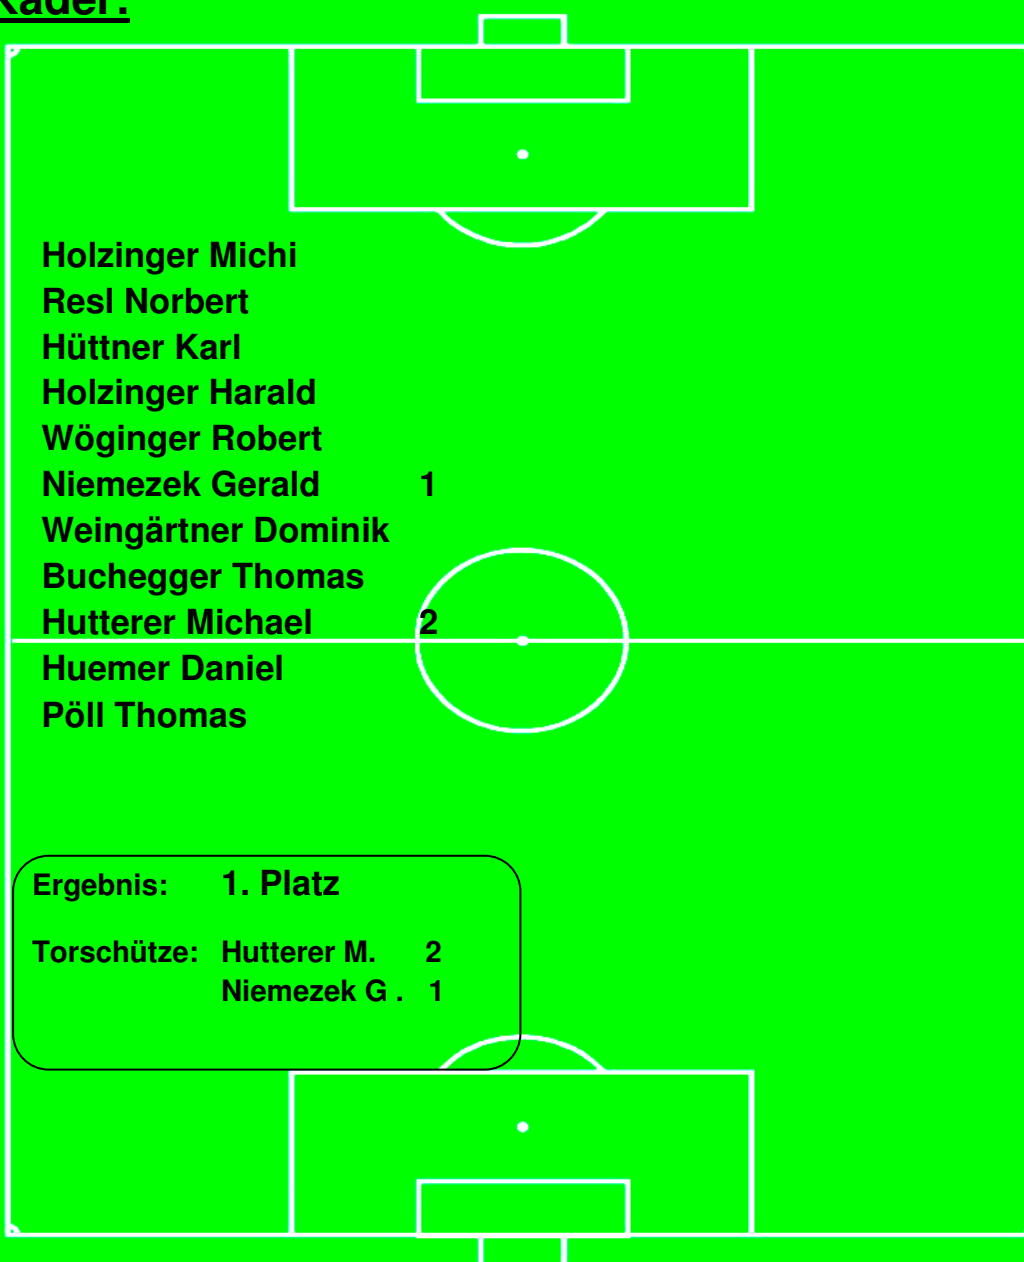 Kader:
Holzinger Michi
Resl Norbert
Hüttner Karl
Holzinger Harald
Wöginger Robert
Niemezek Gerald 1
Weingärtner Dominik
Buchegger Thomas
Hutterer Michael 2
Huemer Daniel
Pöll Thomas
Ergebnis: 1. Platz
Torschütze: Hutterer M. 2
Niemezek G . 1